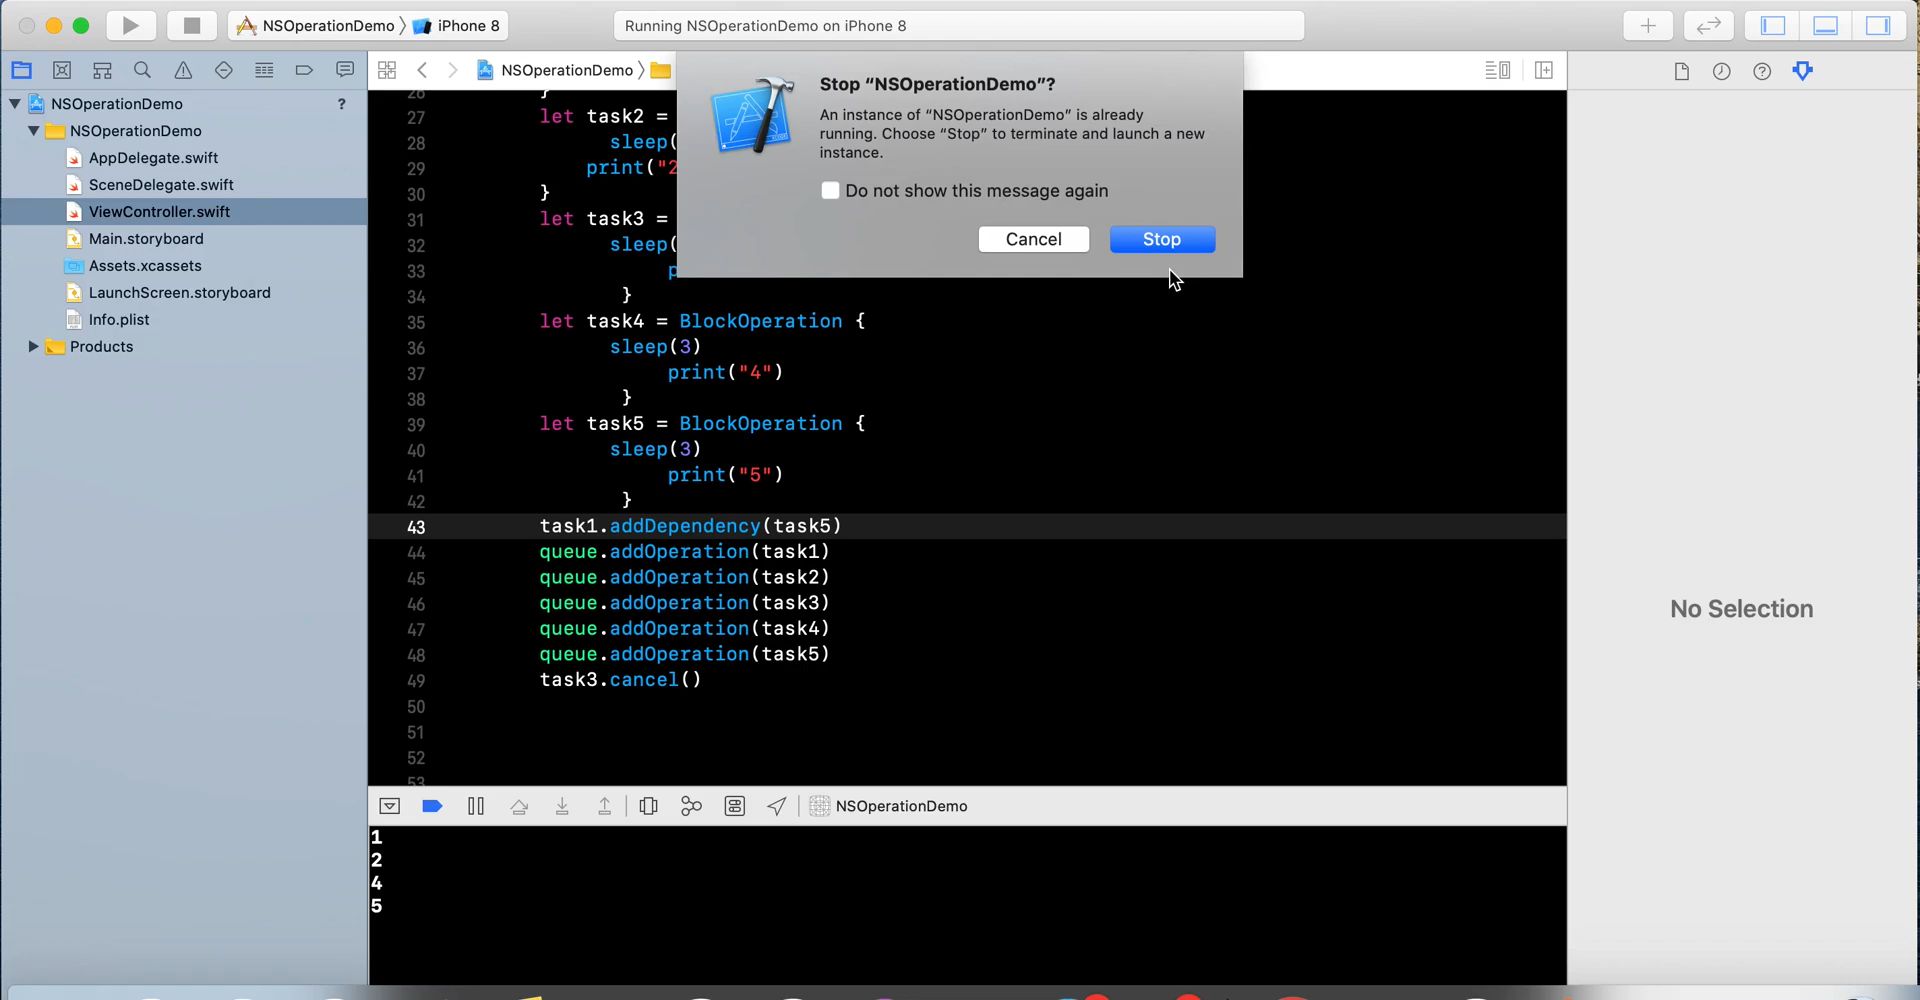 NSOperationDemo 〉 iPhone 8
Running NSOperationDemo on iPhone 8
NSOperationDemo 〉
NSOperationDemo ?
NSOperationDemo
AppDelegate.swift
SceneDelegate.swift
ViewController.swift
Main.storyboard
Assets.xcassets
LaunchScreen.storyboard
Info.plist
Products
Stop “NSOperationDemo”?
An instance of “NSOperationDemo” is already
running. Choose “Stop” to terminate and launch a new
instance.
Do not show this message again
Cancel
Stop
26 }
27 let task2 =
28 sleep(
29 print("2
30 }
31 let task3 =
32 sleep(
33 p
34 }
35 let task4 = BlockOperation {
36 sleep(3)
37 print("4")
38 }
39 let task5 = BlockOperation {
40 sleep(3)
41 print("5")
42 }
43 task1.addDependency(task5)
44 queue.addOperation(task1)
45 queue.addOperation(task2)
46 queue.addOperation(task3)
47 queue.addOperation(task4)
48 queue.addOperation(task5)
49 task3.cancel()
50
51
52
53
No Selection
NSOperationDemo
1
2
4
5